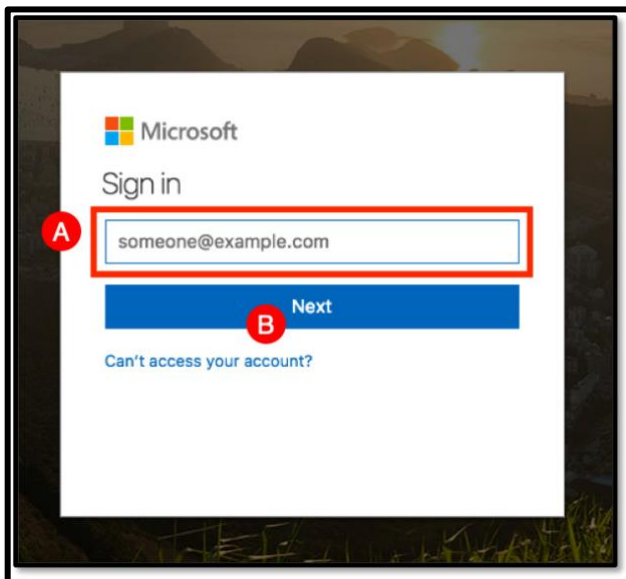 Microsoft
Sign in
A
someone@example.com
Next
B
Can't access your account?